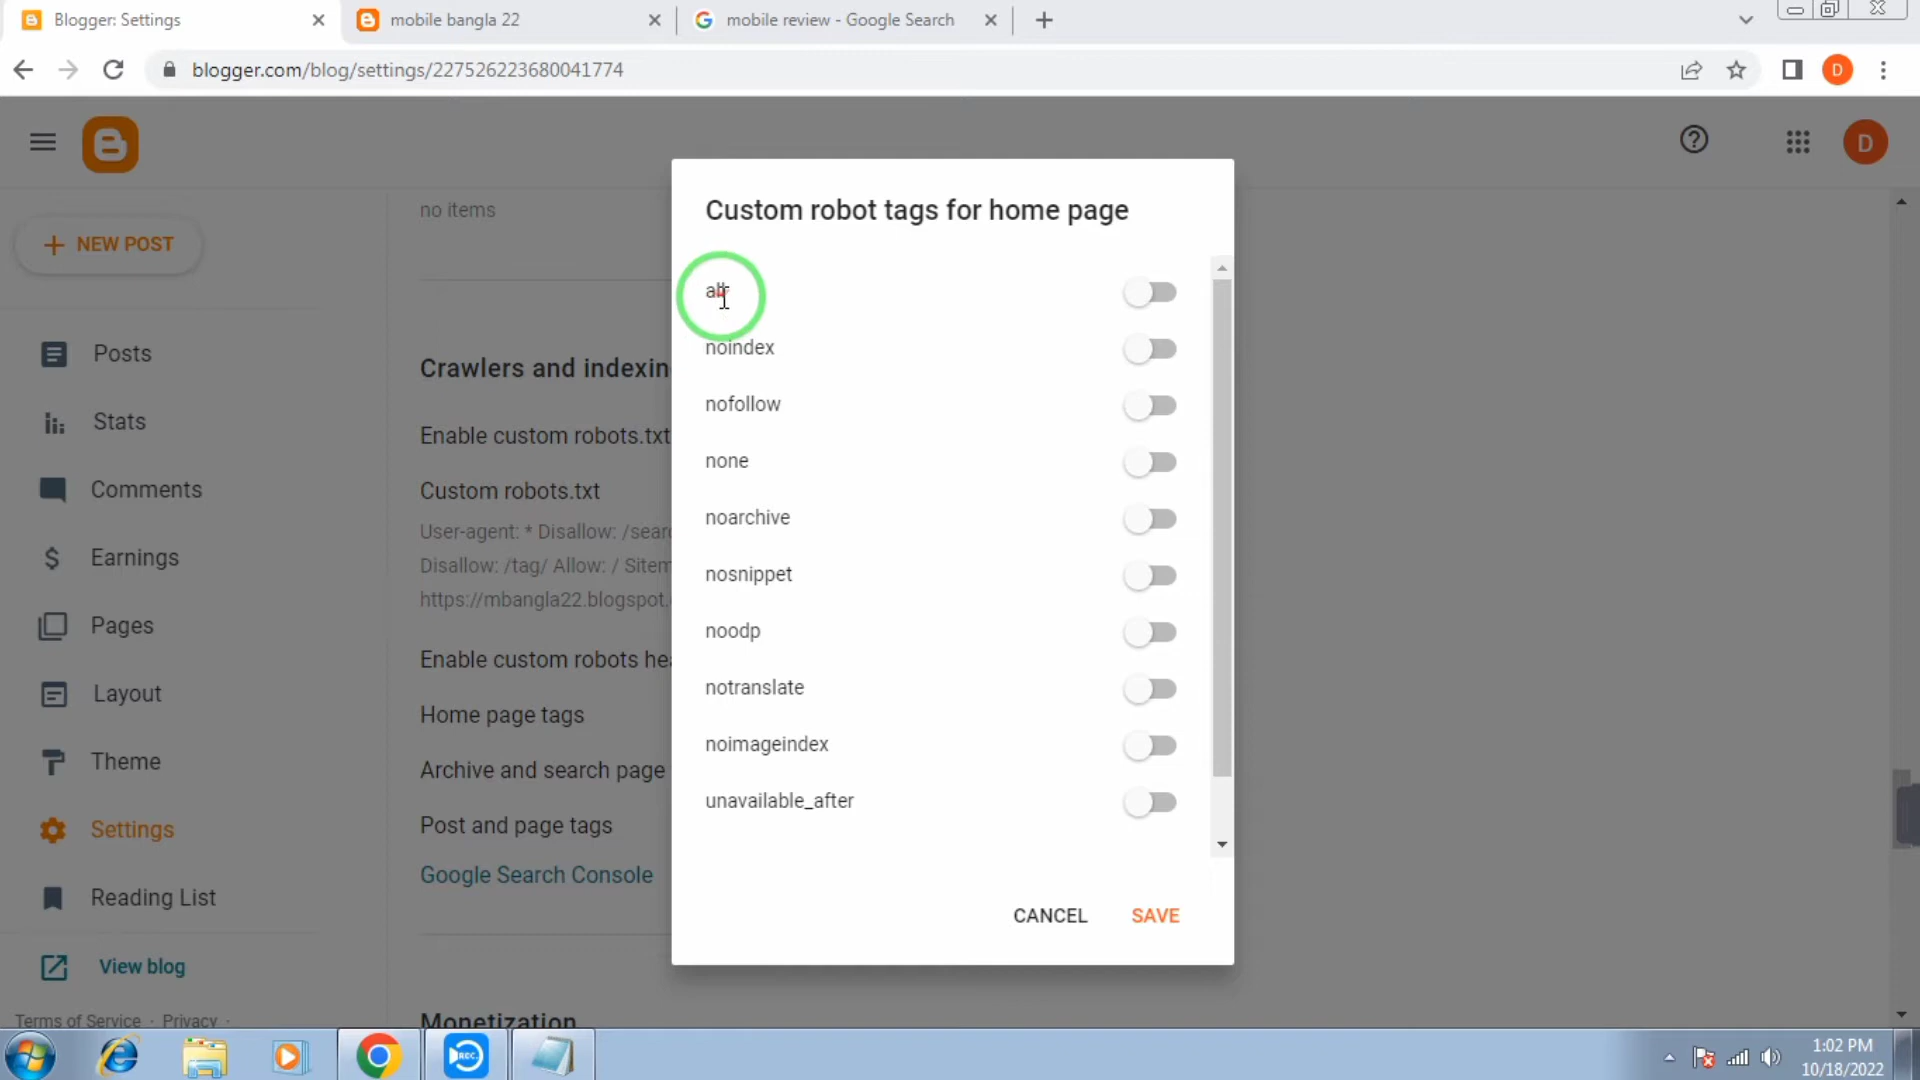 Blogger: Settings
mobile bangla 22
mobile review - Google Search
blogger.com/blog/settings/227526223680041774
D
D
NEW POST
Posts
Stats
Comments
Earnings
Pages
Layout
Theme
Settings
Reading List
View blog
Terms of Service · Privacy ·
no items
Crawlers and indexin
Enable custom robots.txt
Custom robots.txt
User-agent: * Disallow: /sear
Disallow: /tag/ Allow: / Sitem
https://mbangla22.blogspot.
Enable custom robots hea
Home page tags
Archive and search page
Post and page tags
Google Search Console
Monetization
Custom robot tags for home page
all
noindex
nofollow
none
noarchive
nosnippet
noodp
notranslate
noimageindex
unavailable_after
CANCEL
SAVE
REC
1:02 PM
10/18/2022